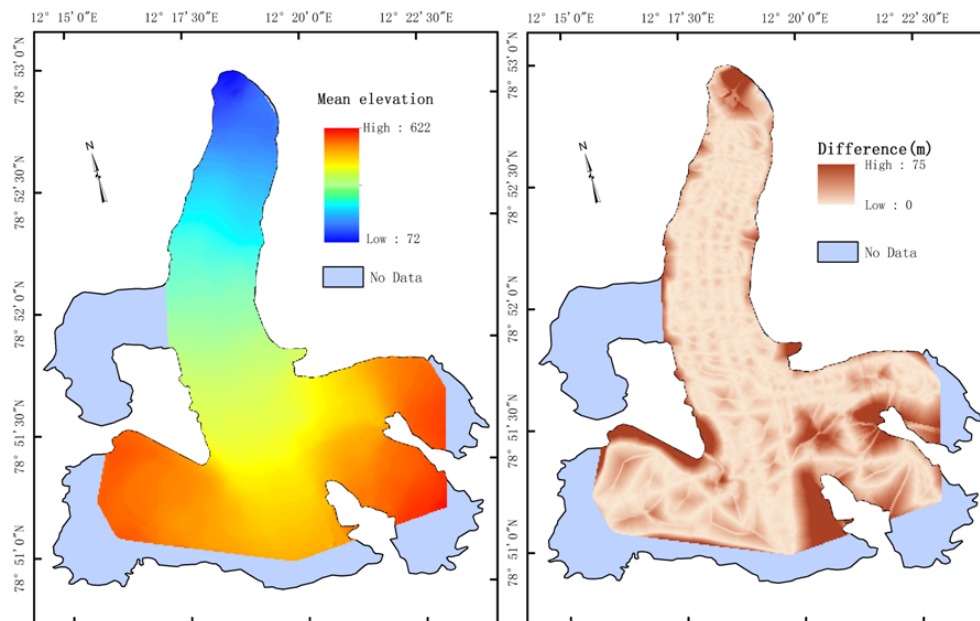 12° 15′0″E 12° 17′30″E 12° 20′0″E 12° 22′30″E
78° 53′0″N
78° 52′30″N
78° 52′0″N
78° 51′30″N
78° 51′0″N
N
Mean elevation
High : 622
Low : 72
No Data
12° 15′0″E 12° 17′30″E 12° 20′0″E 12° 22′30″E
78° 53′0″N
78° 52′30″N
78° 52′0″N
78° 51′30″N
78° 51′0″N
N
Difference(m)
High : 75
Low : 0
No Data